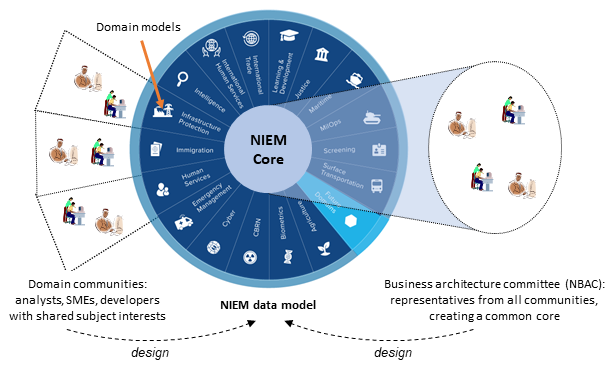 Domain models
International
Human Services
International
Trade
Learning &
Development
Justice
Maritime
MilOps
Screening
Surface
Transportation
Future
Domains
Agriculture
Biometrics
CBRN
Cyber
Emergency
Management
Human
Services
Immigration
Infrastructure
Protection
Intelligence
NIEM
Core
Domain communities:
analysts, SMEs, developers
with shared subject interests
NIEM data model
Business architecture committee (NBAC):
representatives from all communities,
creating a common core
design
design